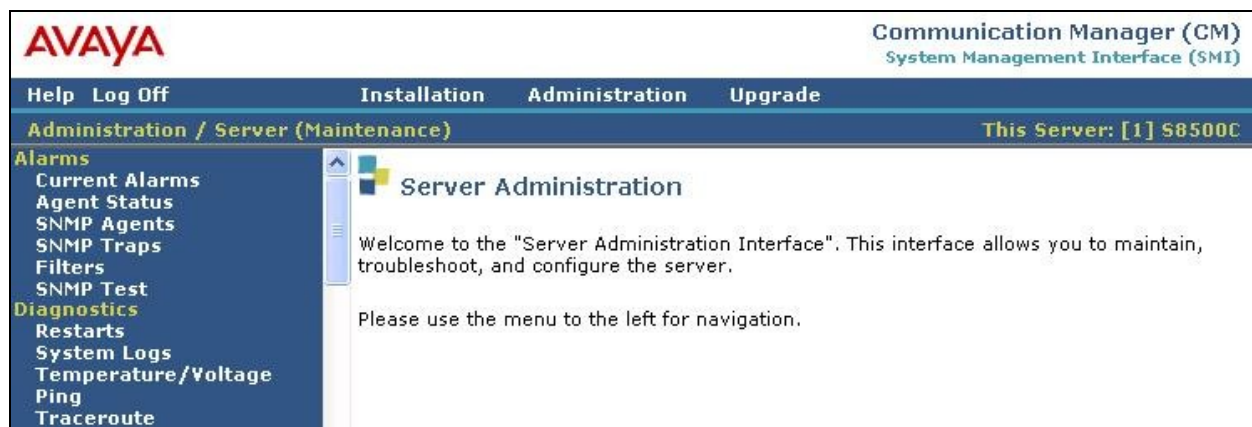 AVAYA
Communication Manager (CM)
System Management Interface (SMI)
Help Log Off Installation Administration Upgrade
Administration / Server (Maintenance) This Server: [1] S8500C
Alarms
Current Alarms
Agent Status
SNMP Agents
SNMP Traps
Filters
SNMP Test
Diagnostics
Restarts
System Logs
Temperature/Voltage
Ping
Traceroute
Server Administration
Welcome to the "Server Administration Interface". This interface allows you to maintain,
troubleshoot, and configure the server.
Please use the menu to the left for navigation.